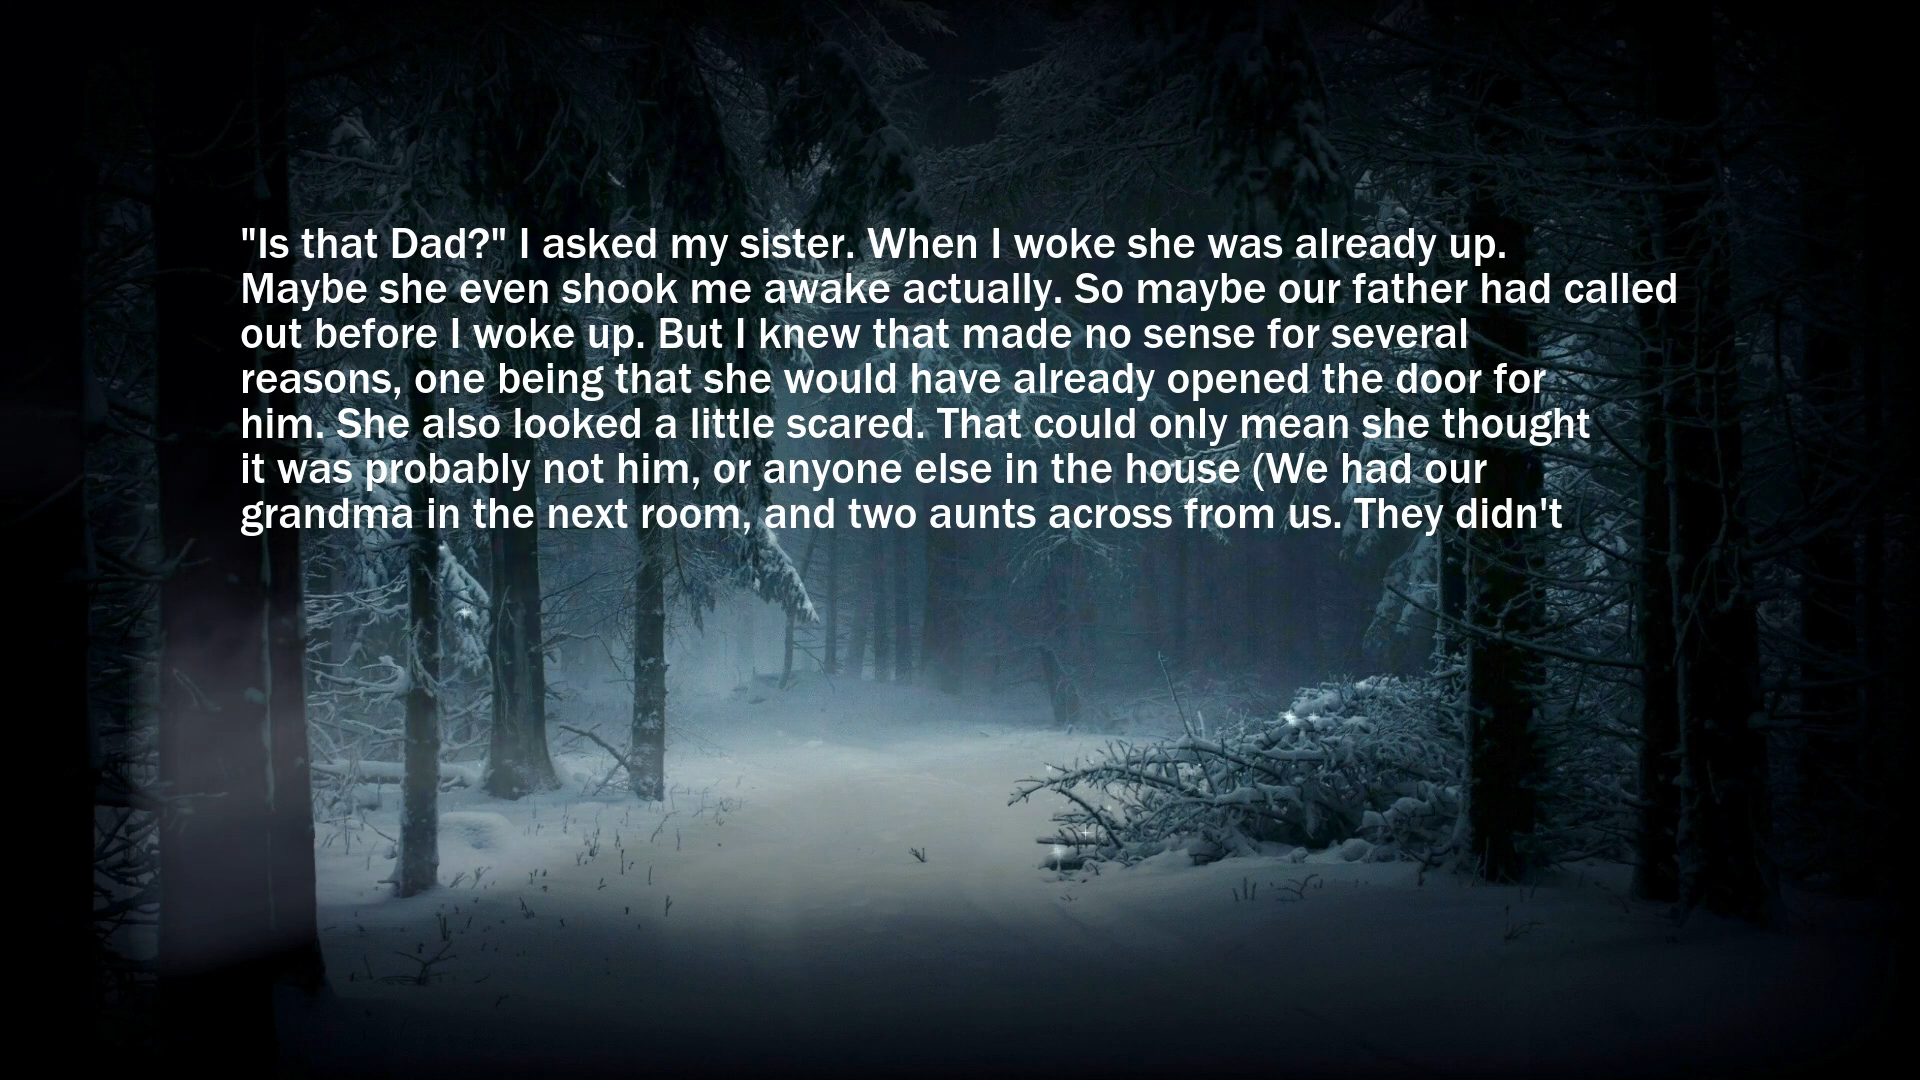 "Is that Dad?" I asked my sister. When I woke she was already up.
Maybe she even shook me awake actually. So maybe our father had called
out before I woke up. But I knew that made no sense for several
reasons, one being that she would have already opened the door for
him. She also looked a little scared. That could only mean she thought
it was probably not him, or anyone else in the house (We had our
grandma in the next room, and two aunts across from us. They didn't